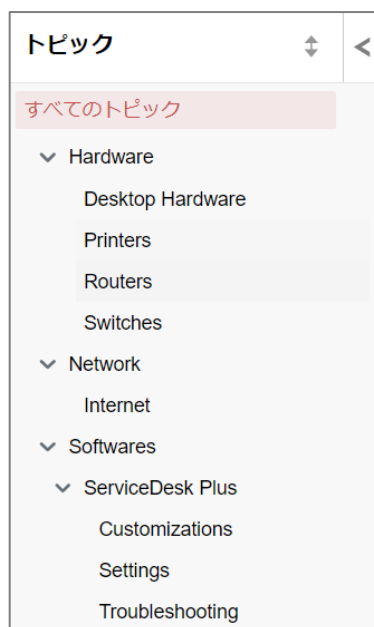 トピック
すべてのトピック
Hardware
Desktop Hardware
Printers
Routers
Switches
Network
Internet
Softwares
ServiceDesk Plus
Customizations
Settings
Troubleshooting